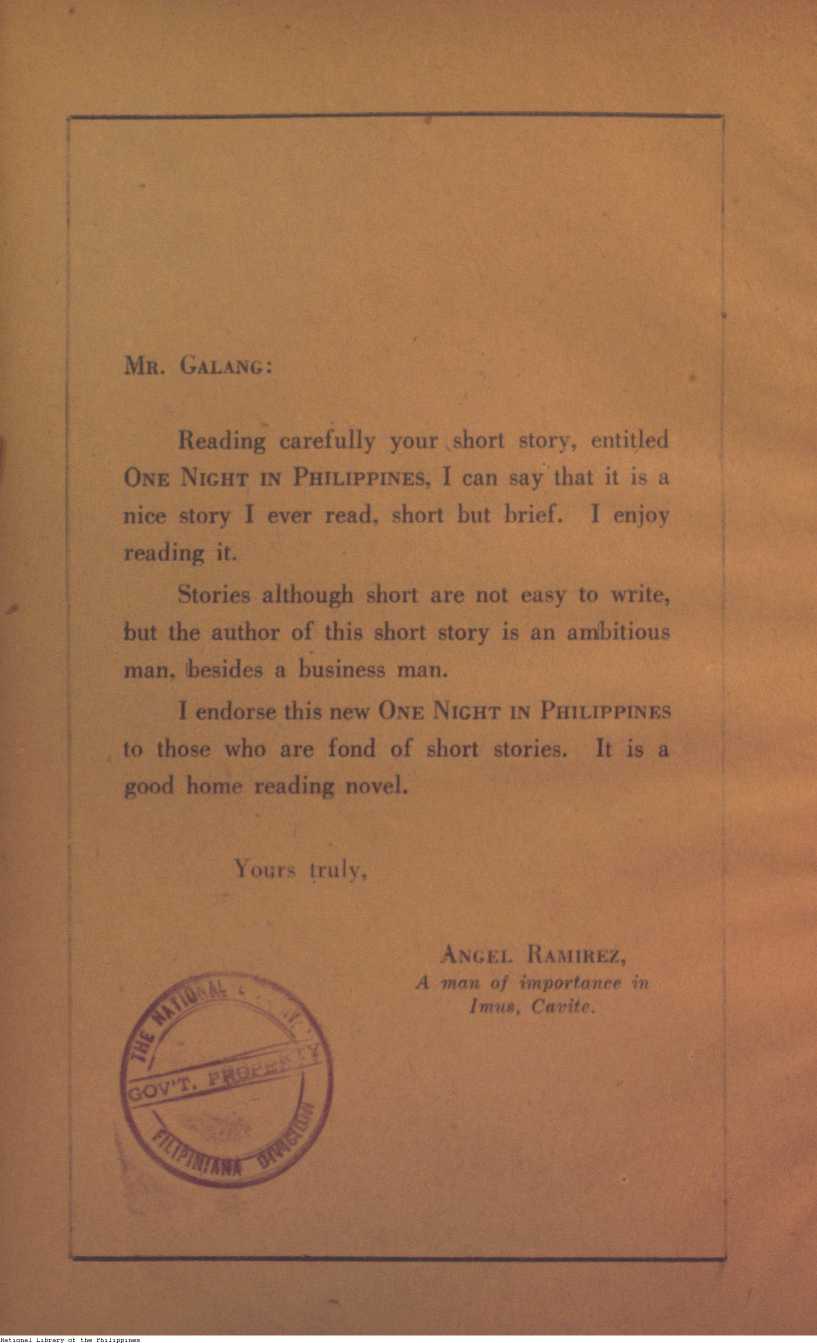 MR. GALANG:
Reading carefully your short story, entitled
ONE NIGHT IN PHILIPPINES, I can say that it is a
nice story I ever read, short but brief. I enjoy
reading it.
Stories although short are not easy to write,
but the author of this short story is an ambitious
man, besides a business man.
I endorse this new ONE NIGHT IN PHILIPPINES
to those who are fond of short stories. It is a
good home reading novel.
Yours truly,
ANGEL RAMIREZ,
A man of importance in
Imus, Cavite.
THE NATIONAL
GOV'T. PROPERTY
FILIPINIANA DIVISION
National Library of the Philippines